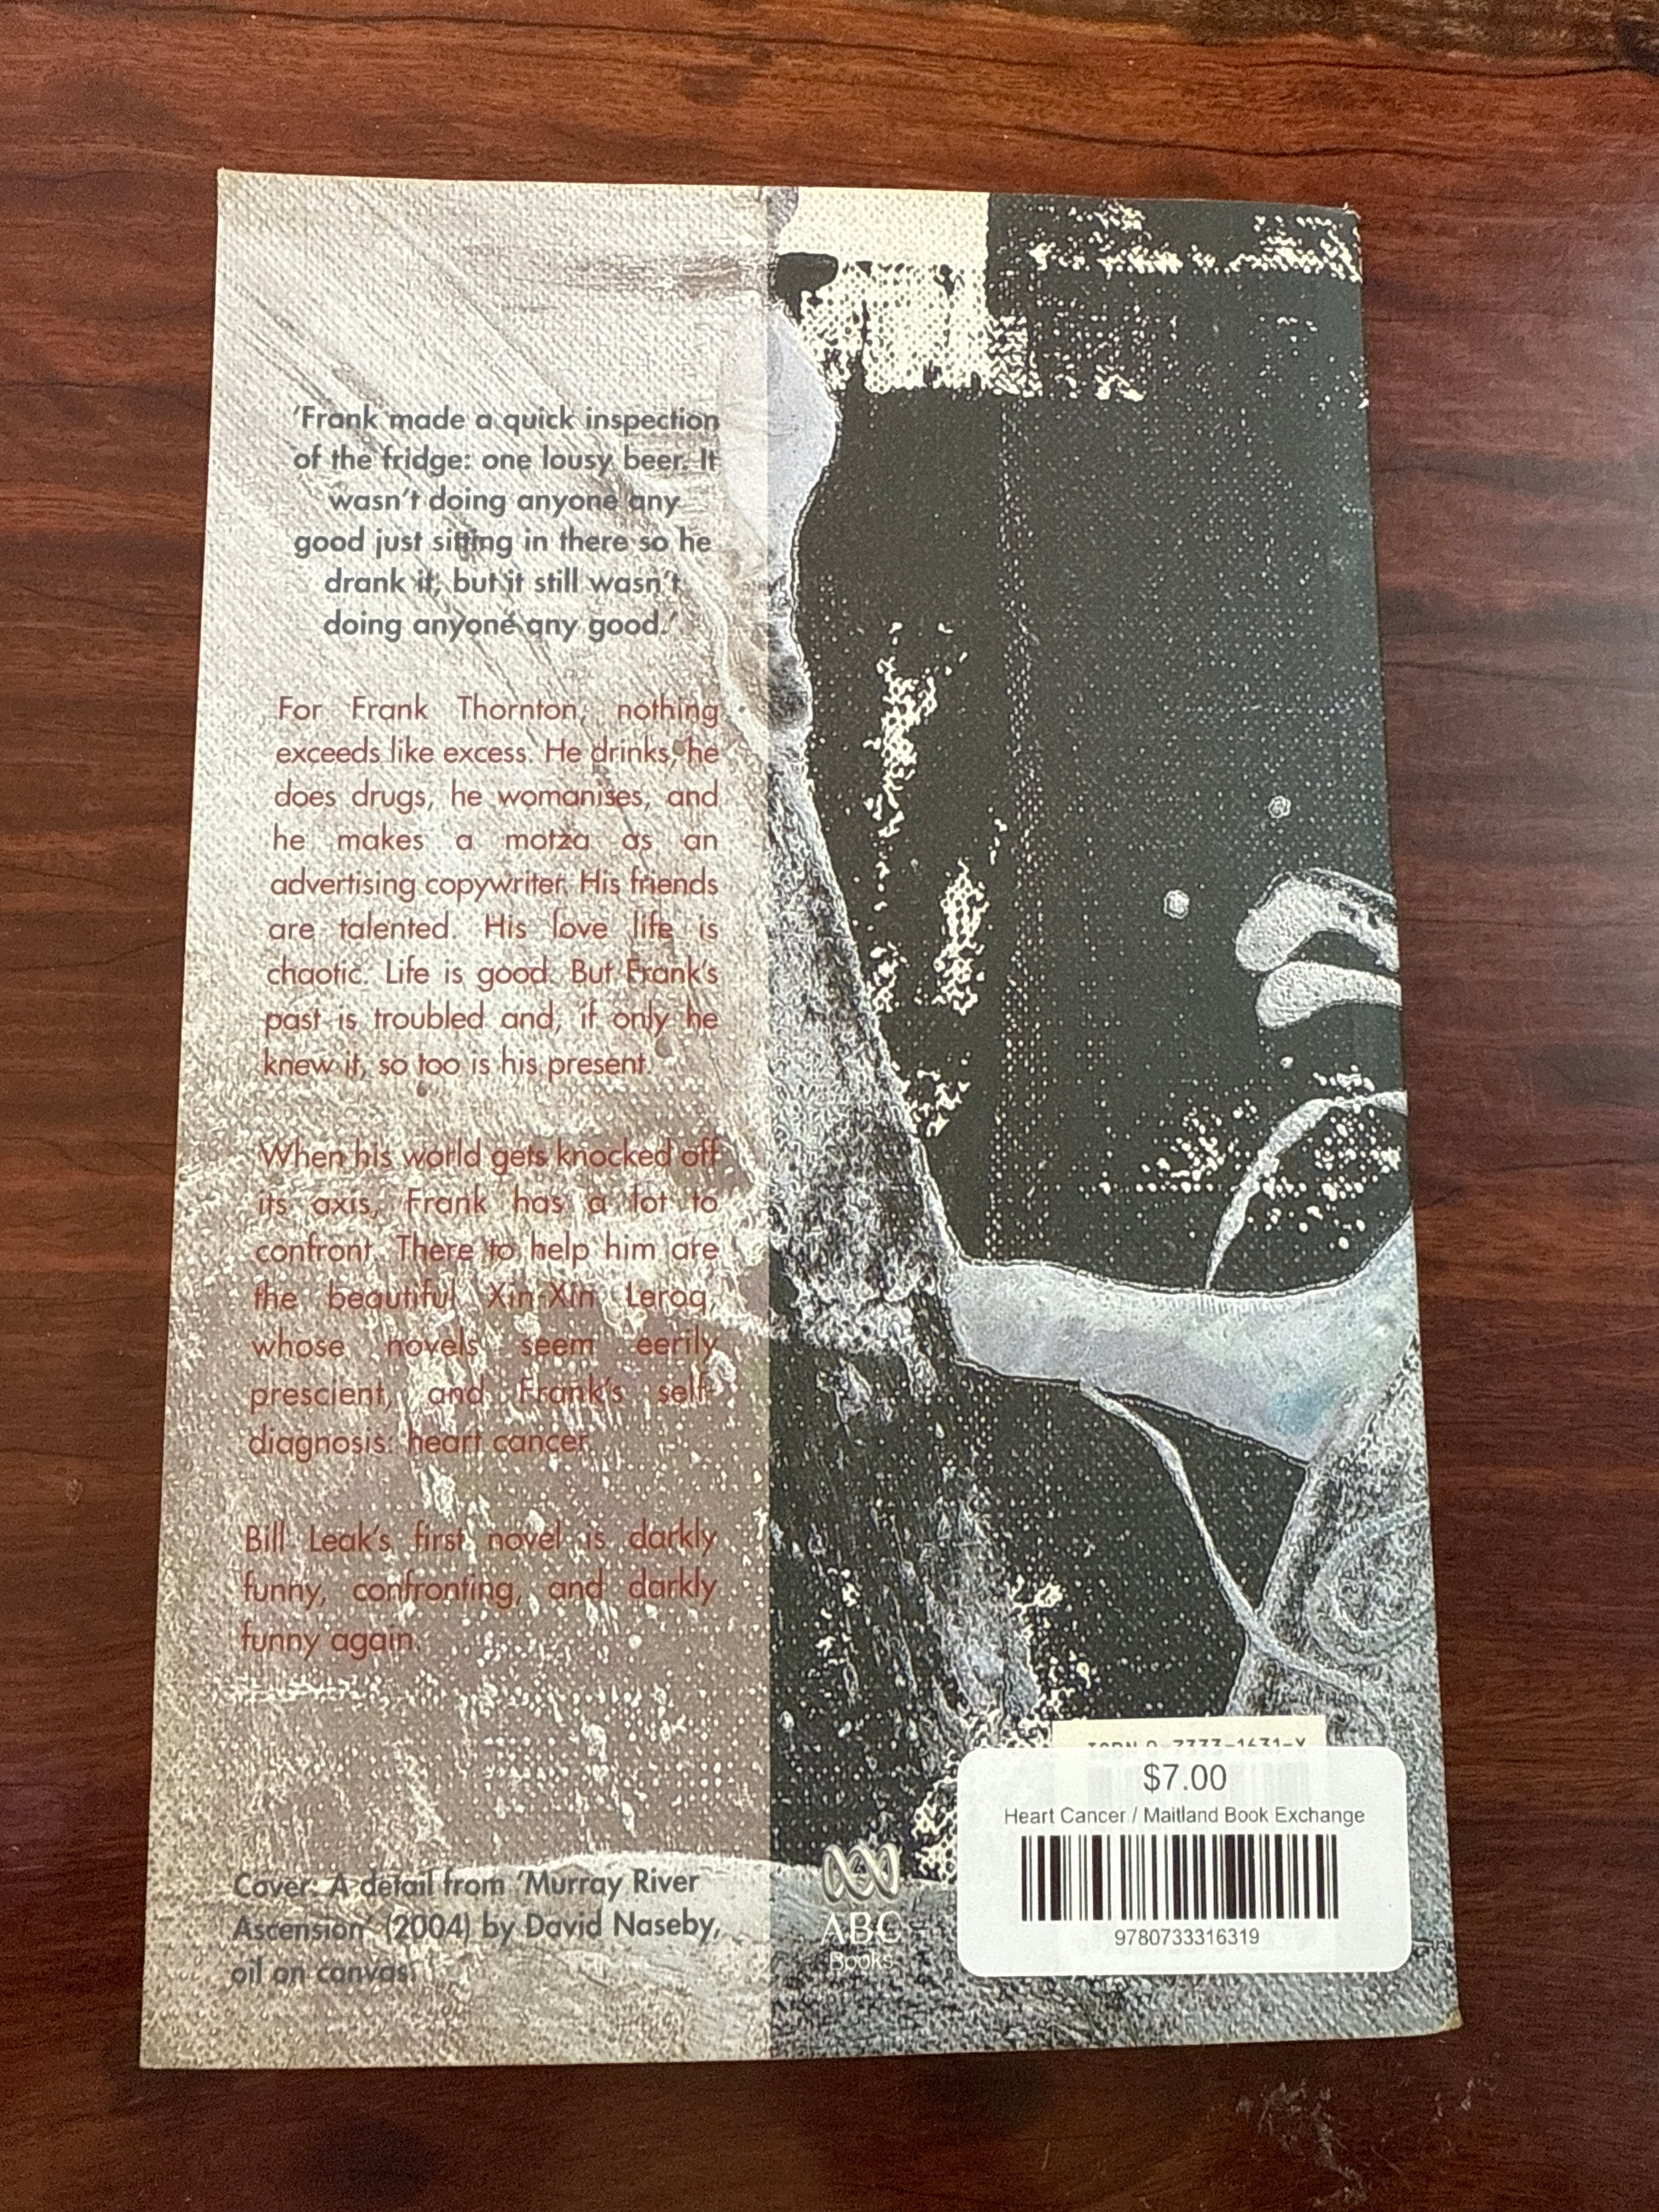 'Frank made a quick inspection
of the fridge: one lousy beer. It
wasn't doing anyone any
good just sitting in there so he
drank it, but it still wasn't
doing anyone any good.'
For Frank Thornton, nothing
exceeds like excess. He drinks, he
does drugs, he womanises, and
he makes a motza as an
advertising copywriter. His friends
are talented. His love life is
chaotic. Life is good. But Frank's
past is troubled and, if only he
knew it, so too is his present.
When his world gets knocked off
its axis, Frank has a lot to
confront. There to help him are
the beautiful Xin-Xin Leroq,
whose novels seem eerily
prescient, and Frank's self-
diagnosis: heart cancer.
Bill Leak's first novel is darkly
funny, confronting, and darkly
funny again.
Cover: A detail from 'Murray River
Ascension' (2004) by David Naseby,
oil on canvas.
ABC
Books
ISBN 0-7333-1631-X
$7.00
Heart Cancer / Maitland Book Exchange
9780733316319